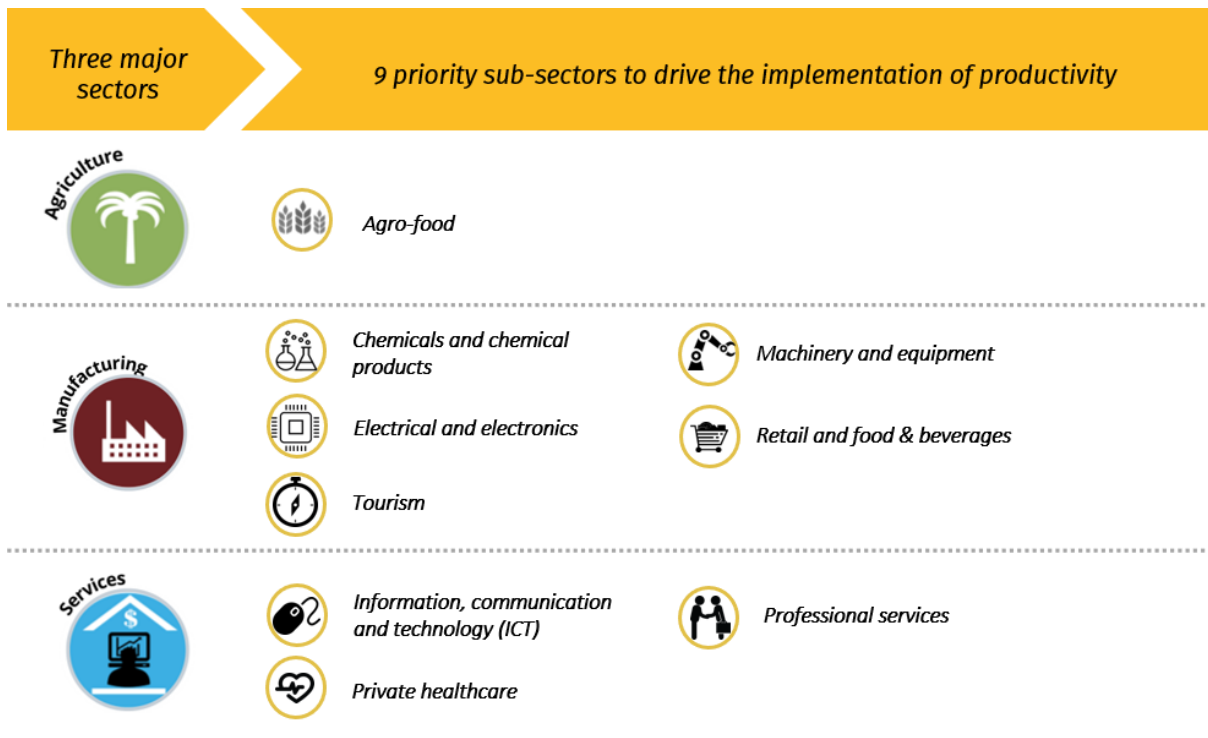 Three major
sectors
9 priority sub-sectors to drive the implementation of productivity
Agriculture
Agro-food
Manufacturing
Chemicals and chemical
products
Machinery and equipment
Electrical and electronics
Retail and food & beverages
Tourism
Services
$
Information, communication
and technology (ICT)
Professional services
Private healthcare